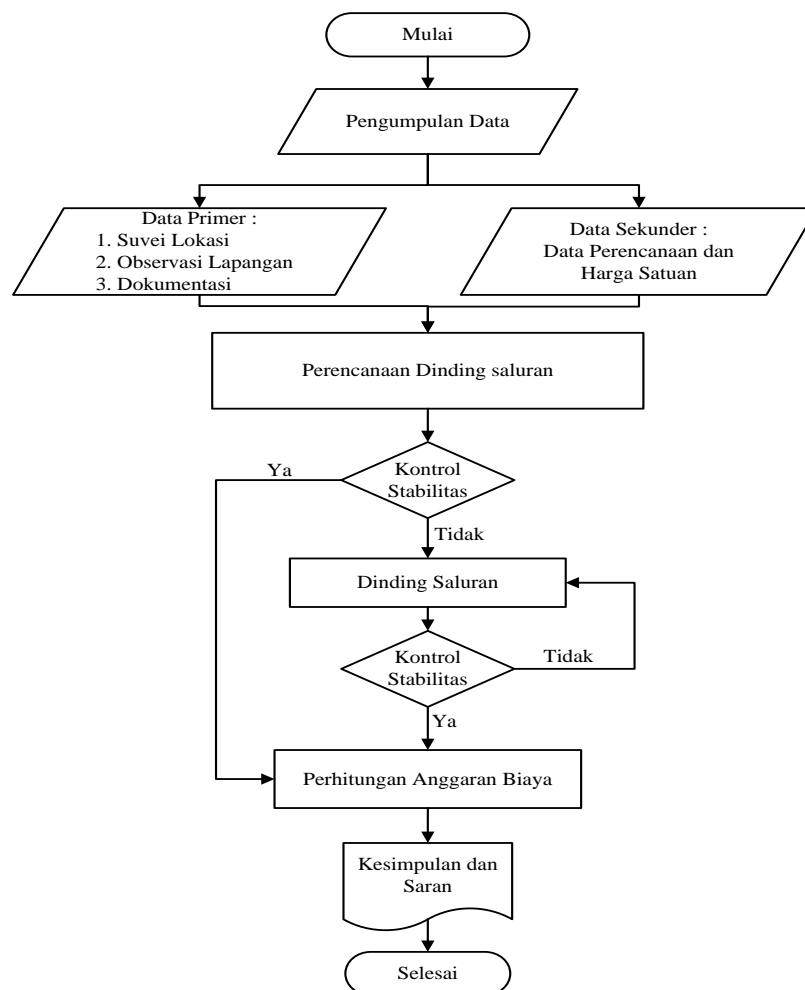 Mulai
Pengumpulan Data
Data Primer :
1. Suvei Lokasi
2. Observasi Lapangan
3. Dokumentasi
Data Sekunder :
Data Perencanaan dan
Harga Satuan
Perencanaan Dinding saluran
Ya
Kontrol
Stabilitas
Tidak
Dinding Saluran
Kontrol
Stabilitas
Tidak
Ya
Perhitungan Anggaran Biaya
Kesimpulan dan
Saran
Selesai